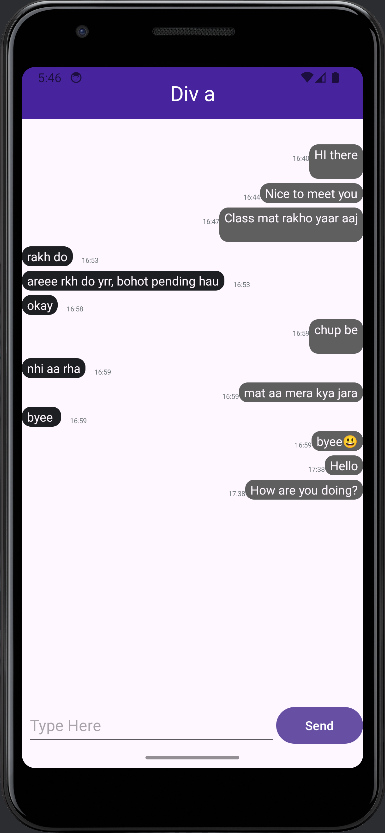 5:46
Div a
16:40 HI there
16:44 Nice to meet you
16:47 Class mat rakho yaar aaj
rakh do 16:53
areee rkh do yrr, bohot pending hau 16:53
okay 16:58
16:59 chup be
nhi aa rha 16:59
16:59 mat aa mera kya jara
byee 16:59
16:59 byee😃
17:38 Hello
17:38 How are you doing?
Type Here
Send